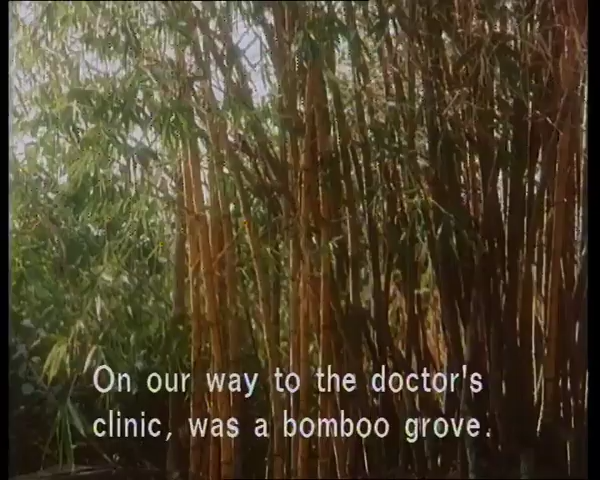 On our way to the doctor's
clinic, was a bomboo grove.